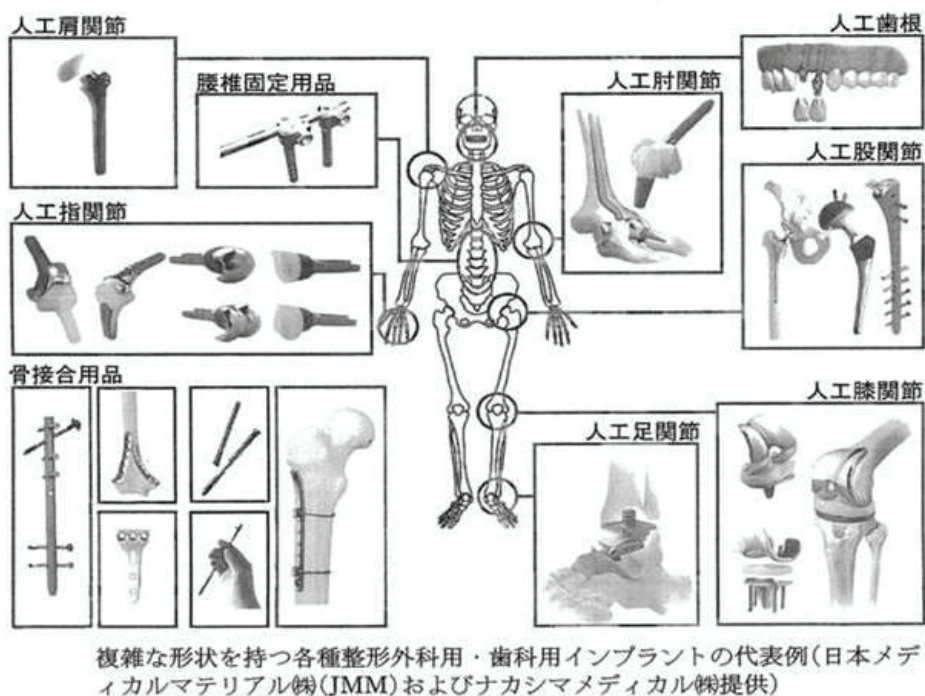 人工肩関節
腰椎固定用品
人工肘関節
人工歯根
人工股関節
人工指関節
骨接合用品
人工足関節
人工膝関節
複雑な形状を持つ各種整形外科用・歯科用インプラントの代表例(日本メデ
ィカルマテリアル㈱(JMM)およびナカシマメディカル㈱提供)